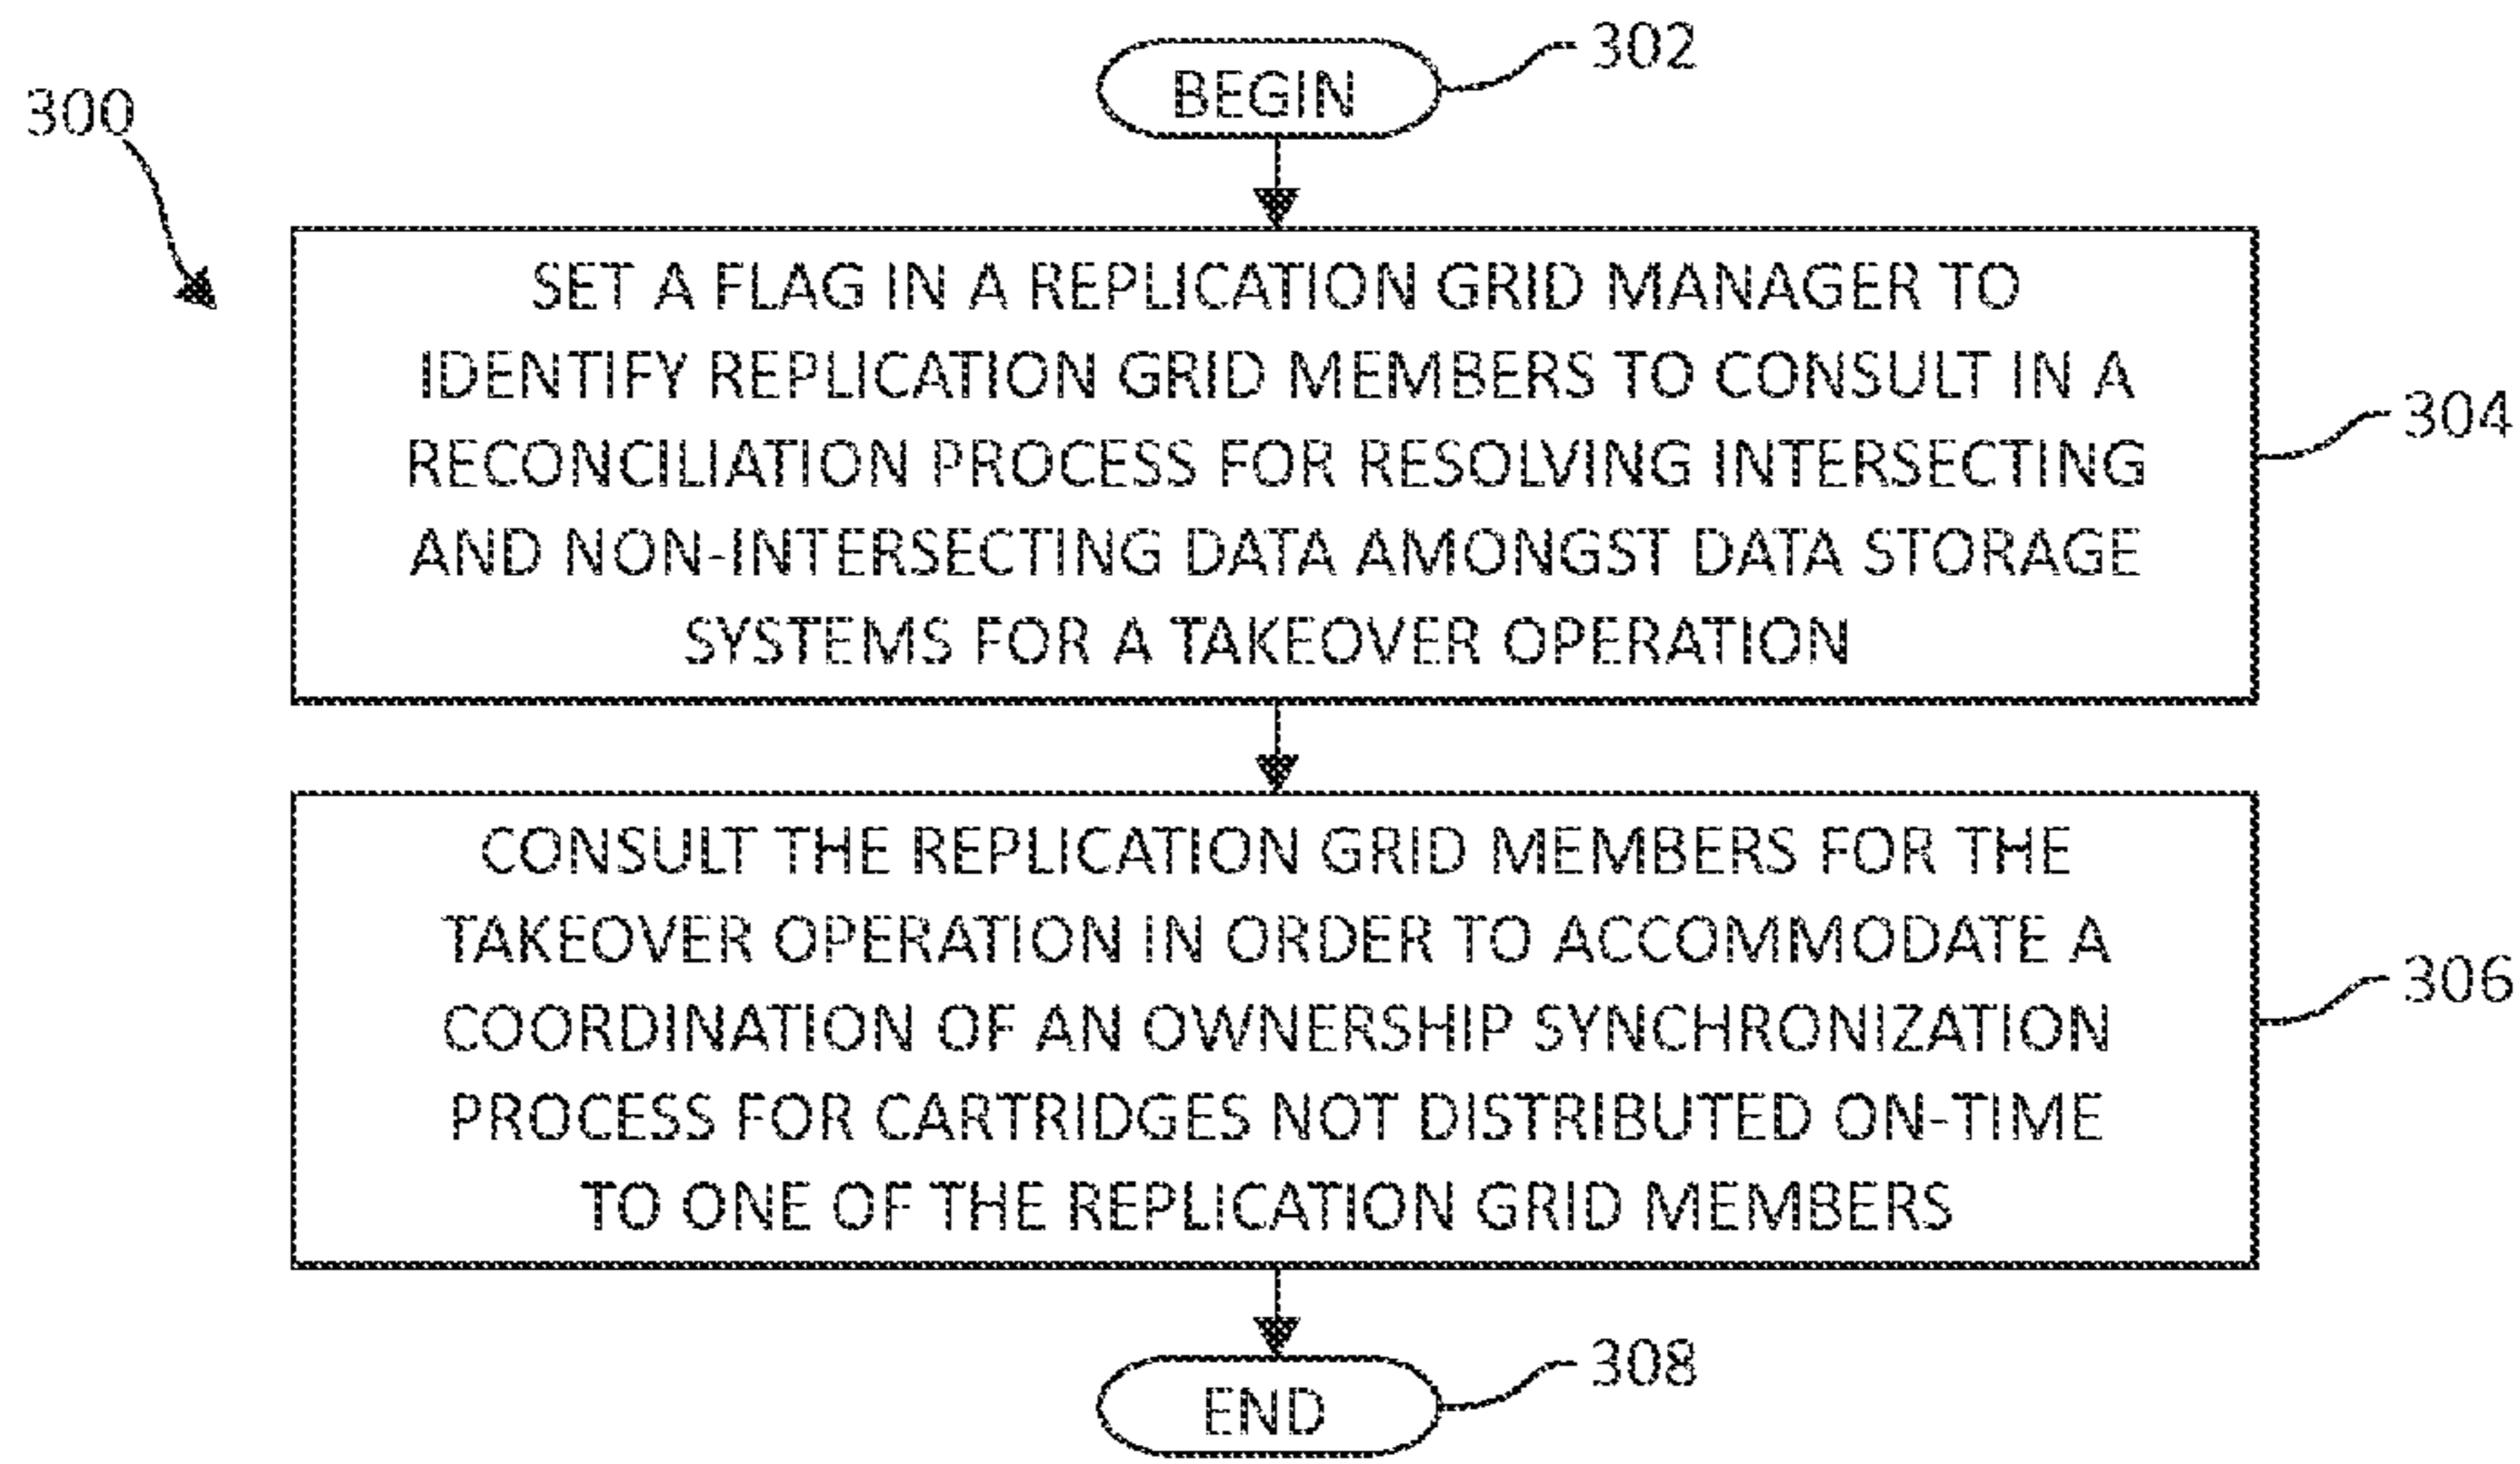 300
BEGIN
302
SET A FLAG IN A REPLICATION GRID MANAGER TO
IDENTIFY REPLICATION GRID MEMBERS TO CONSULT IN A
RECONCILIATION PROCESS FOR RESOLVING INTERSECTING
AND NON-INTERSECTING DATA AMONGST DATA STORAGE
SYSTEMS FOR A TAKEOVER OPERATION
304
CONSULT THE REPLICATION GRID MEMBERS FOR THE
TAKEOVER OPERATION IN ORDER TO ACCOMMODATE A
COORDINATION OF AN OWNERSHIP SYNCHRONIZATION
PROCESS FOR CARTRIDGES NOT DISTRIBUTED ON-TIME
TO ONE OF THE REPLICATION GRID MEMBERS
306
END
308